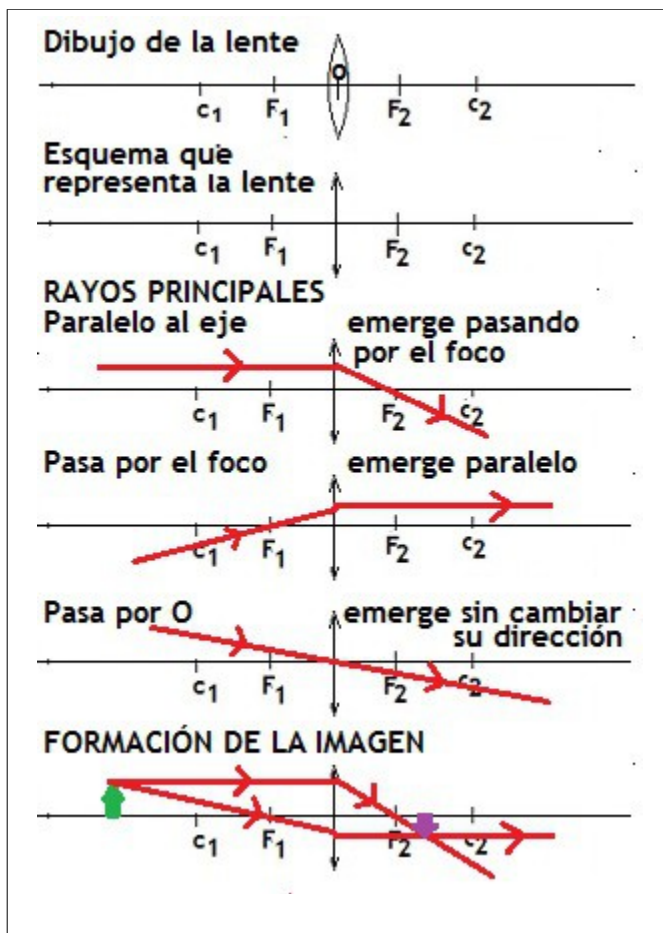 Dibujo de la lente
O
c1 F1 F2 c2
Esquema que
representa la lente
c1 F1 F2 c2
RAYOS PRINCIPALES
Paralelo al eje emerge pasando
por el foco
c1 F1 F2 c2
Pasa por el foco emerge paralelo
c1 F1 F2 c2
Pasa por O emerge sin cambiar
su dirección
c1 F1 F2 c2
FORMACIÓN DE LA IMAGEN
c1 F1 F2 c2